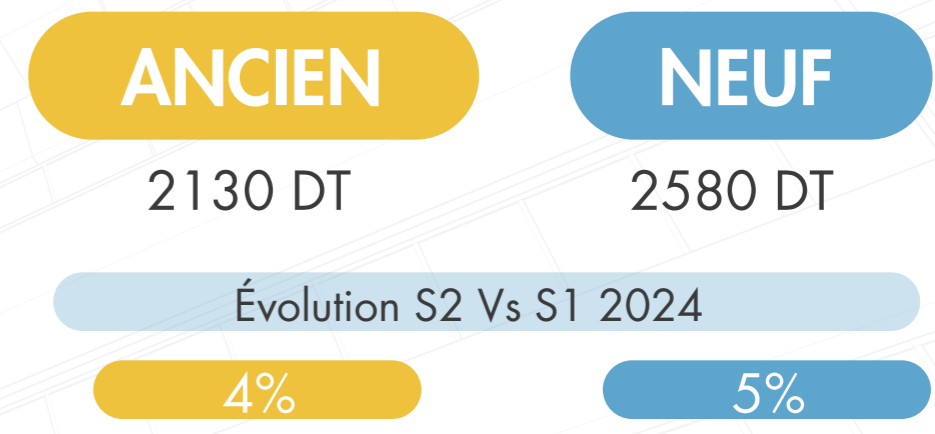 ANCIEN NEUF
2130 DT 2580 DT
Évolution S2 Vs S1 2024
4% 5%